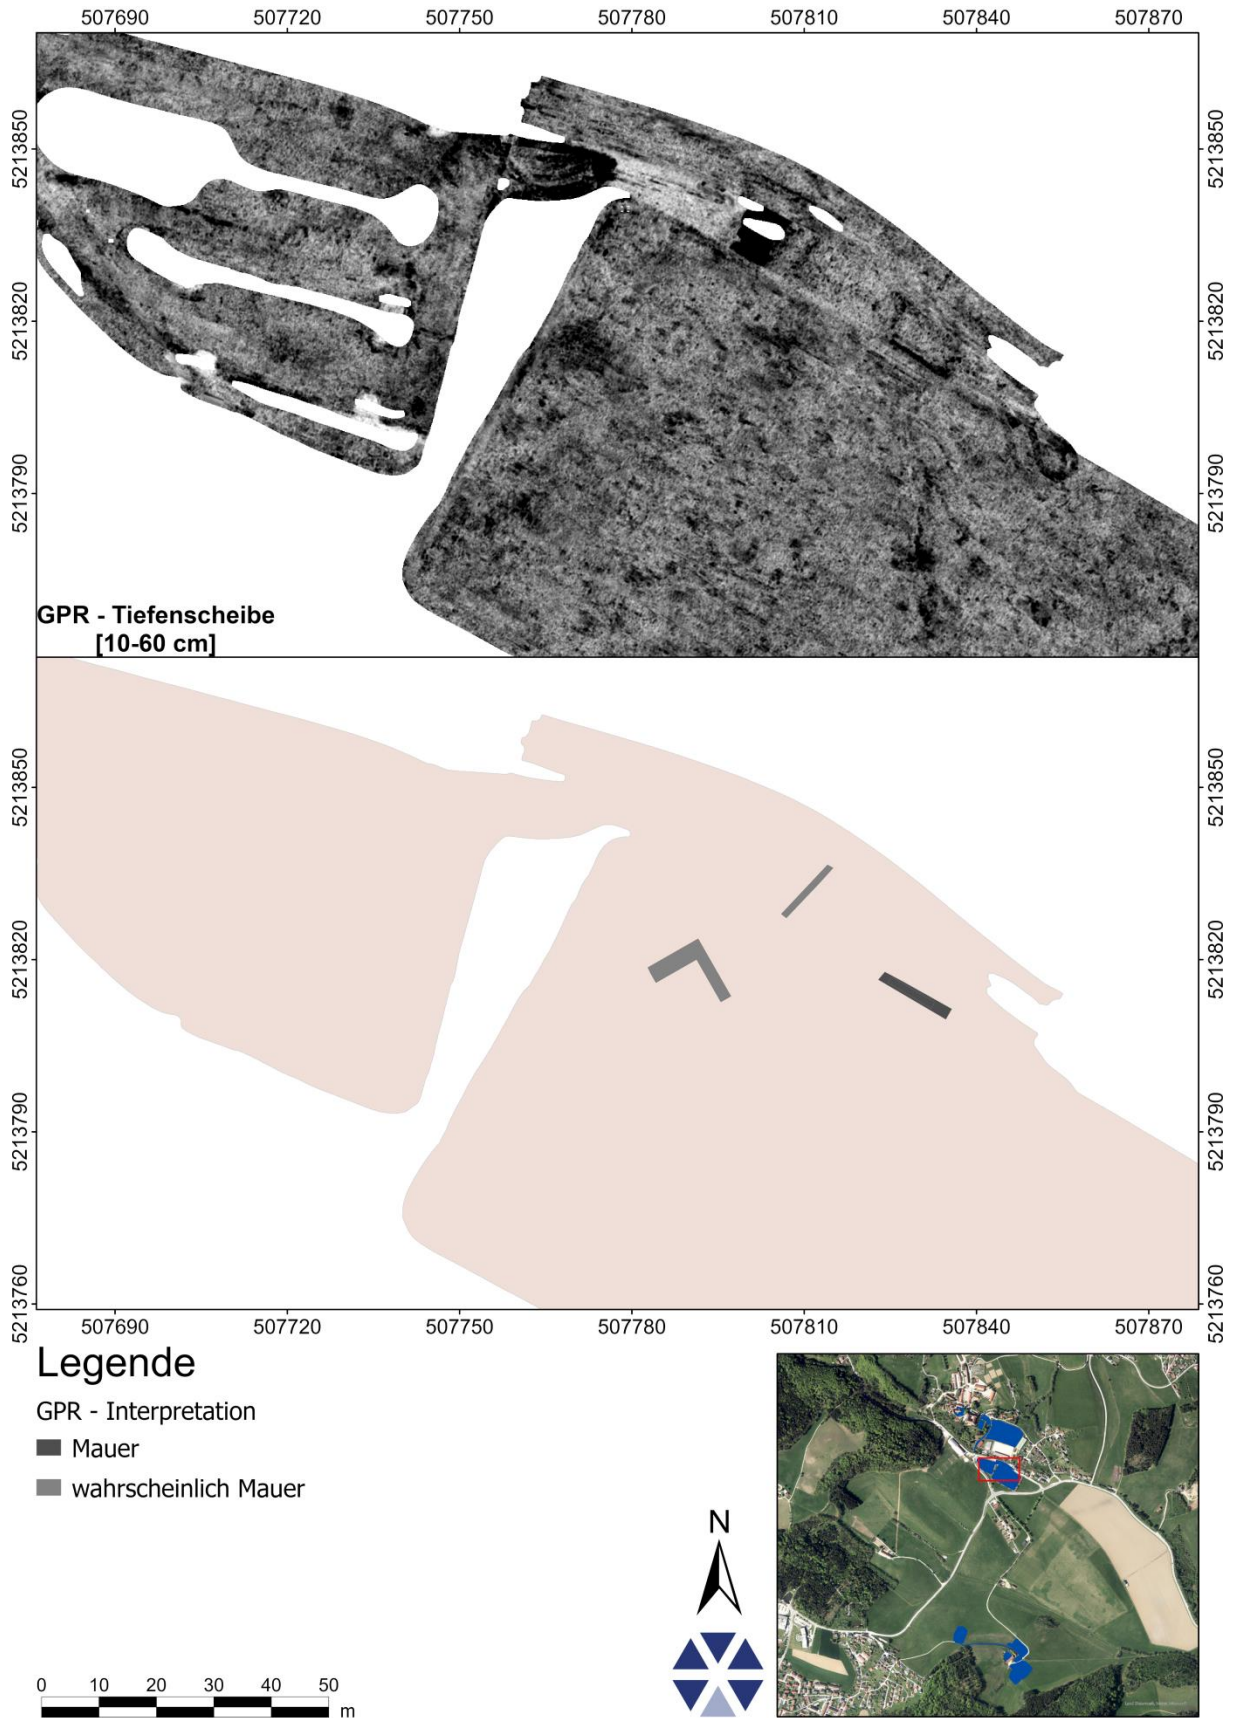 507690 507720 507750 507780 507810 507840 507870
5213850 5213850
5213820 5213820
5213790 5213790
GPR - Tiefenscheibe
[10-60 cm]
5213850 5213850
5213820 5213820
5213790 5213790
5213760 5213760
507690 507720 507750 507780 507810 507840 507870
Legende
GPR - Interpretation
Mauer
wahrscheinlich Mauer
N
0 10 20 30 40 50
m